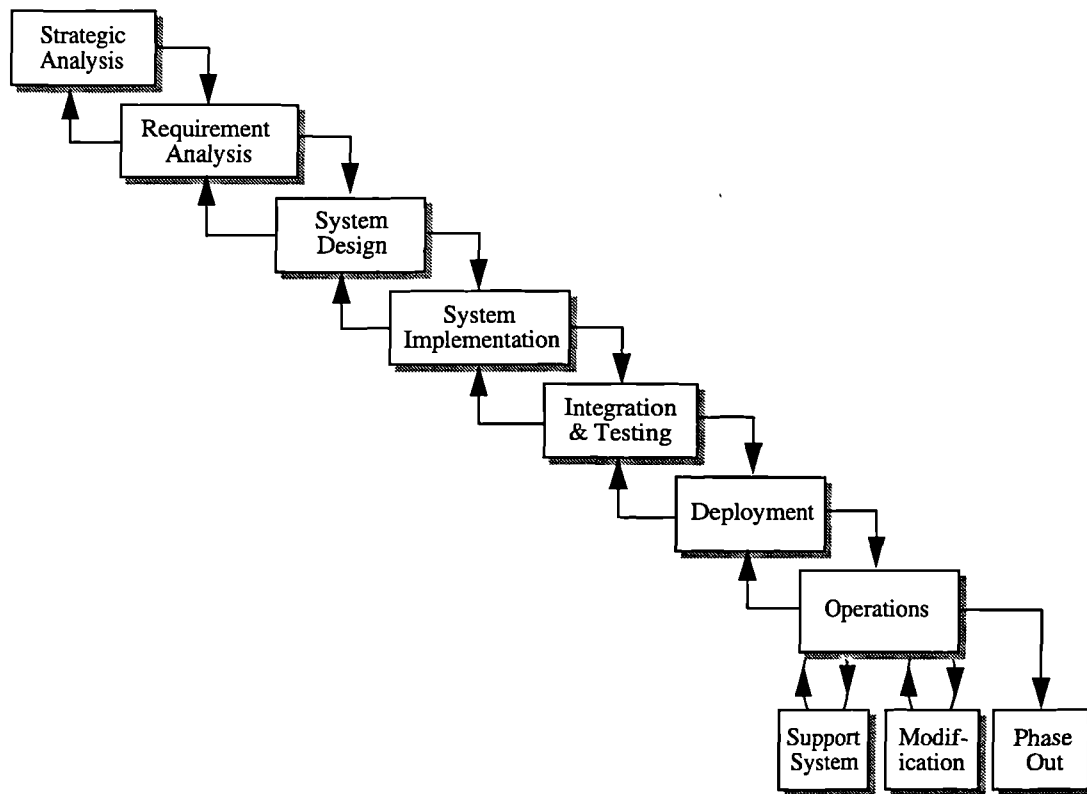 Strategic
Analysis
Requirement
Analysis
System
Design
System
Implementation
Integration
& Testing
Deployment
Operations
Support
System
Modif-
ication
Phase
Out